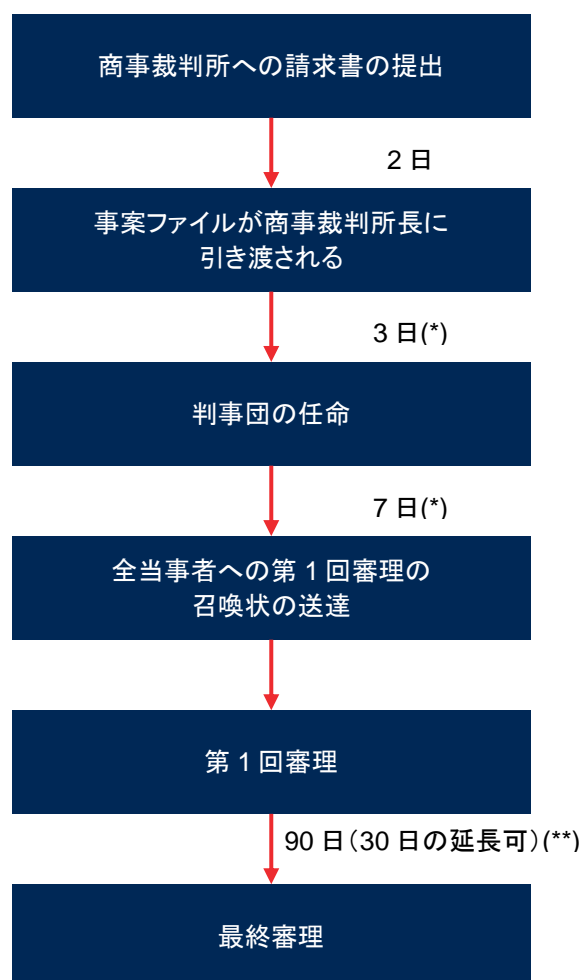 商事裁判所への請求書の提出
2 日
事案ファイルが商事裁判所長に
引き渡される
3 日(*)
判事団の任命
7 日(*)
全当事者への第 1 回審理の
召喚状の送達
第 1 回審理
90 日（30 日の延長可）(**)
最終審理